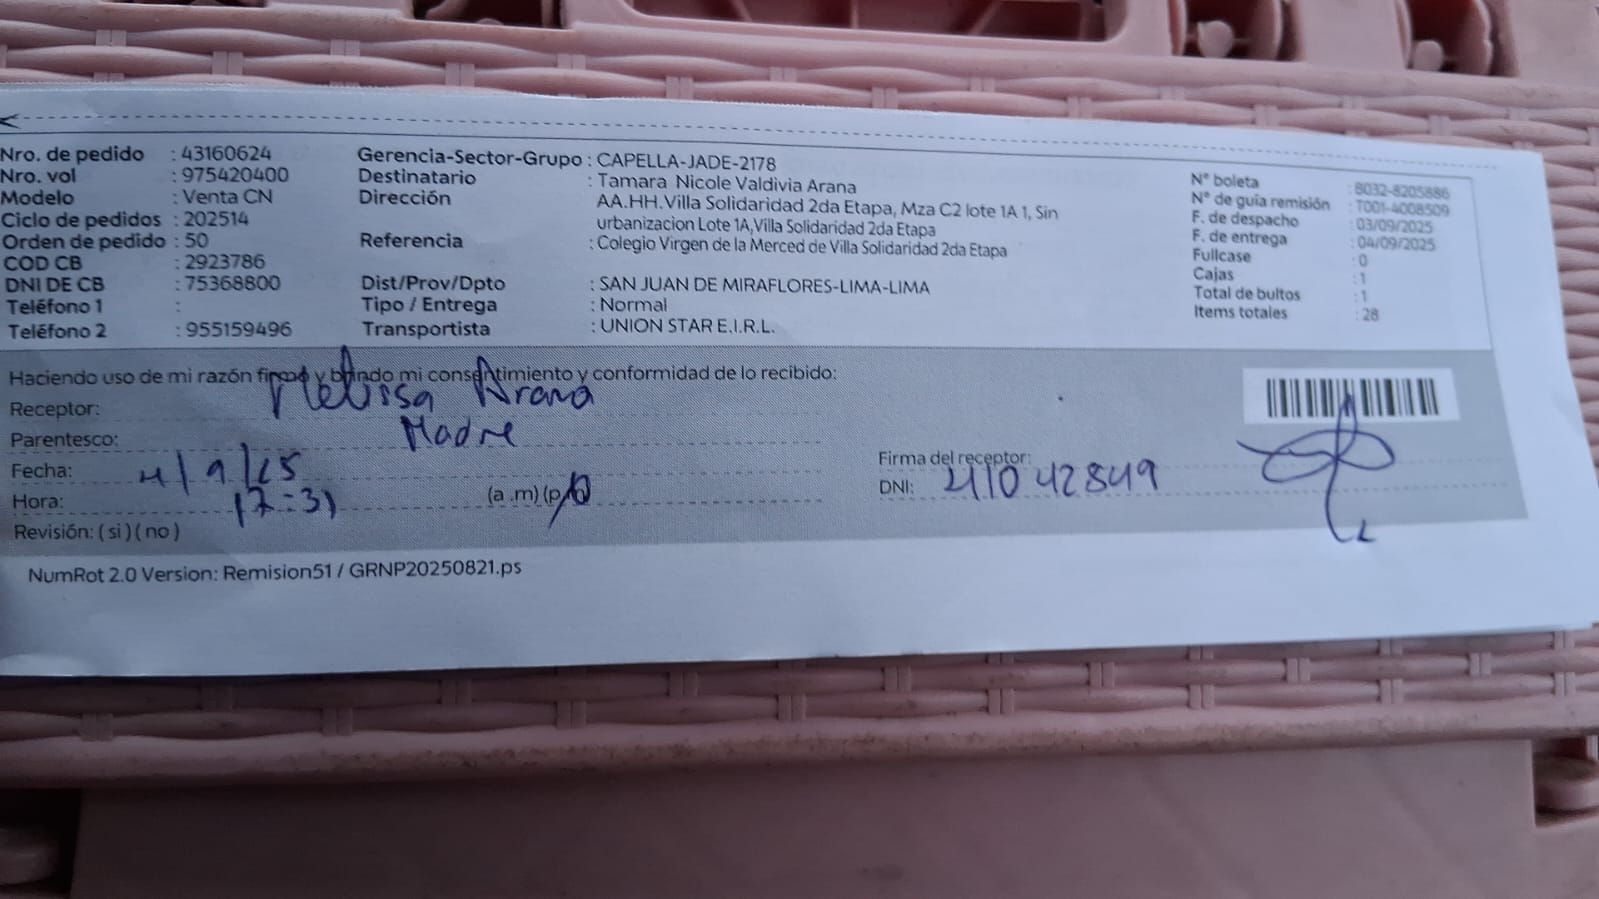 Nro. de pedido : 43160624
Nro. vol : 975420400
Modelo : Venta CN
Ciclo de pedidos : 202514
Orden de pedido : 50
COD CB : 2923786
DNI DE CB : 75368800
Teléfono 1 :
Teléfono 2 : 955159496
Gerencia-Sector-Grupo : CAPELLA-JADE-2178
Destinatario : Tamara Nicole Valdivia Arana
Dirección AA.HH.Villa Solidaridad 2da Etapa, Mza C2 lote 1A 1, Sin
urbanizacion Lote 1A,Villa Solidaridad 2da Etapa
Referencia : Colegio Virgen de la Merced de Villa Solidaridad 2da Etapa
Dist/Prov/Dpto : SAN JUAN DE MIRAFLORES-LIMA-LIMA
Tipo / Entrega : Normal
Transportista : UNION STAR E.I.R.L.
N° boleta : B032-8205886
N° de guía remisión : T001-4008509
F. de despacho : 03/09/2025
F. de entrega : 04/09/2025
Fullcase : 0
Cajas : 1
Total de bultos : 1
Items totales : 28
Haciendo uso de mi razón y brindo mi consentimiento y conformidad de lo recibido:
Receptor: Arana
Parentesco: Madre
Fecha: 4/9/25
Hora: 17:31 (a .m) (p
Revisión: ( si ) ( no )
Firma del receptor:
DNI: 41042849
NumRot 2.0 Version: Remision51 / GRNP20250821.ps